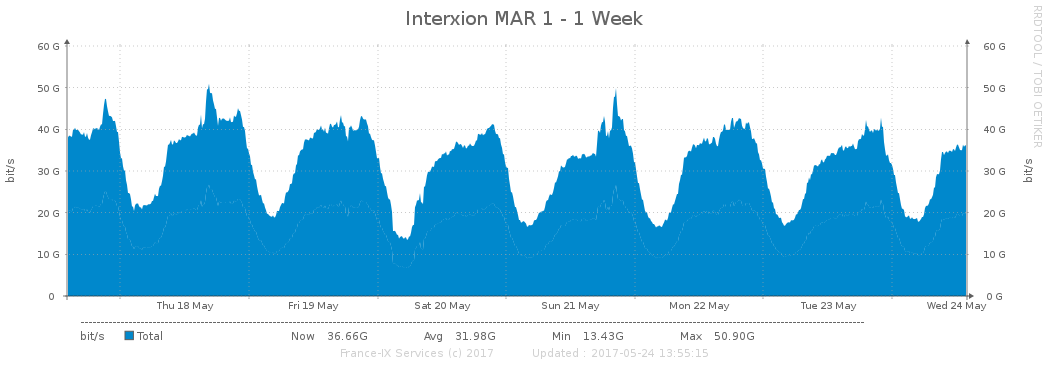 Interxion MAR 1 - 1 Week
RRDTOOL / TOBI OETIKER
bit/s
60 G
50 G
40 G
30 G
20 G
10 G
0
60 G
50 G
40 G
30 G
20 G
10 G
0 G
bit/s
Thu 18 May Fri 19 May Sat 20 May Sun 21 May Mon 22 May Tue 23 May Wed 24 May
bit/s Total Now 36.66G Avg 31.98G Min 13.43G Max 50.90G
France-IX Services (c) 2017 Updated : 2017-05-24 13:55:15